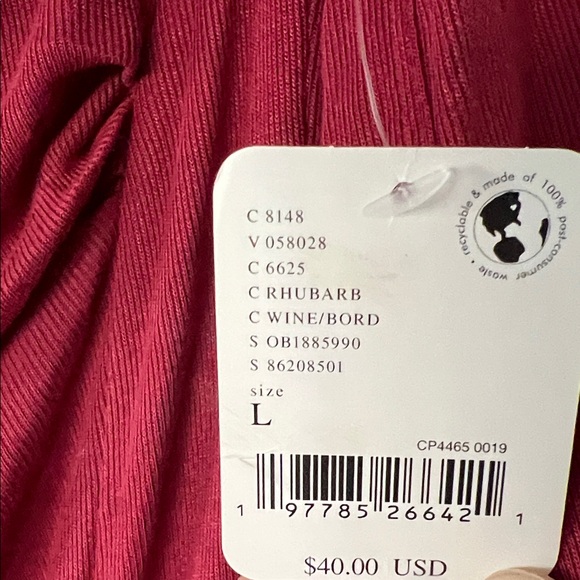 C 8148
V 058028
C 6625
C RHUBARB
C WINE/BORD
S OB1885990
S 86208501
size
L
recyclable & made of 100% post-consumer waste •
CP4465 0019
1 97785 26642 1
$40.00 USD